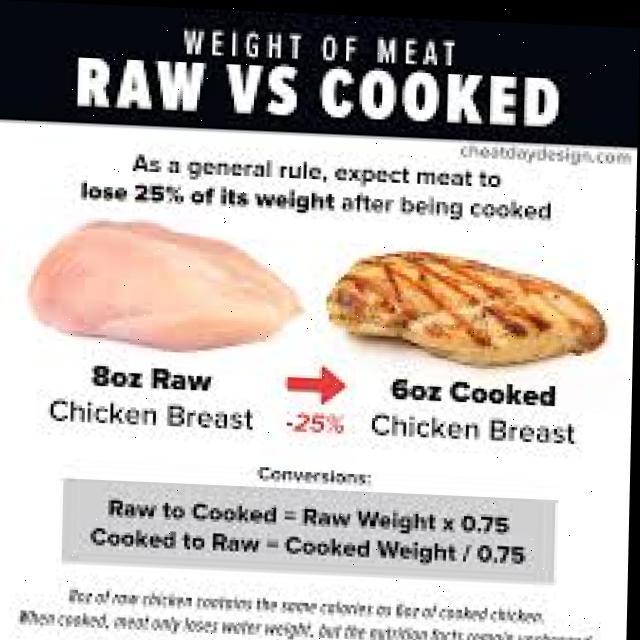 WEIGHT OF MEAT
RAW VS COOKED
cheatdaydesign.com
As a general rule, expect meat to
lose 25% of its weight after being cooked
8oz Raw
Chicken Breast
-25%
6oz Cooked
Chicken Breast
Conversions:
Raw to Cooked = Raw Weight x 0.75
Cooked to Raw = Cooked Weight / 0.75
8oz of raw chicken contains the same calories as 6oz of cooked chicken.
When cooked, meat only loses water weight, but the nutrition facts remain